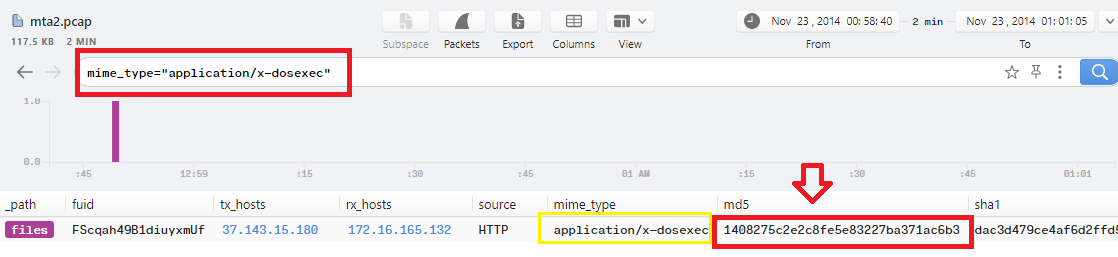 mta2.pcap
117.5 KB 2 MIN
Subspace Packets Export Columns View
Nov 23, 2014 00:58:40 2 min Nov 23, 2014 01:01:05
From To
mime_type="application/x-dosexec"
1.0
0.0
:45 12:59 :15 :30 :45 01 AM :15 :30 :45 01:01
_path fuid tx_hosts rx_hosts source mime_type md5 sha1
files FScqah49B1diuyxmUf 37.143.15.180 172.16.165.132 HTTP application/x-dosexec 1408275c2e2c8fe5e83227ba371ac6b3 dac3d479ce4af6d2ffd5